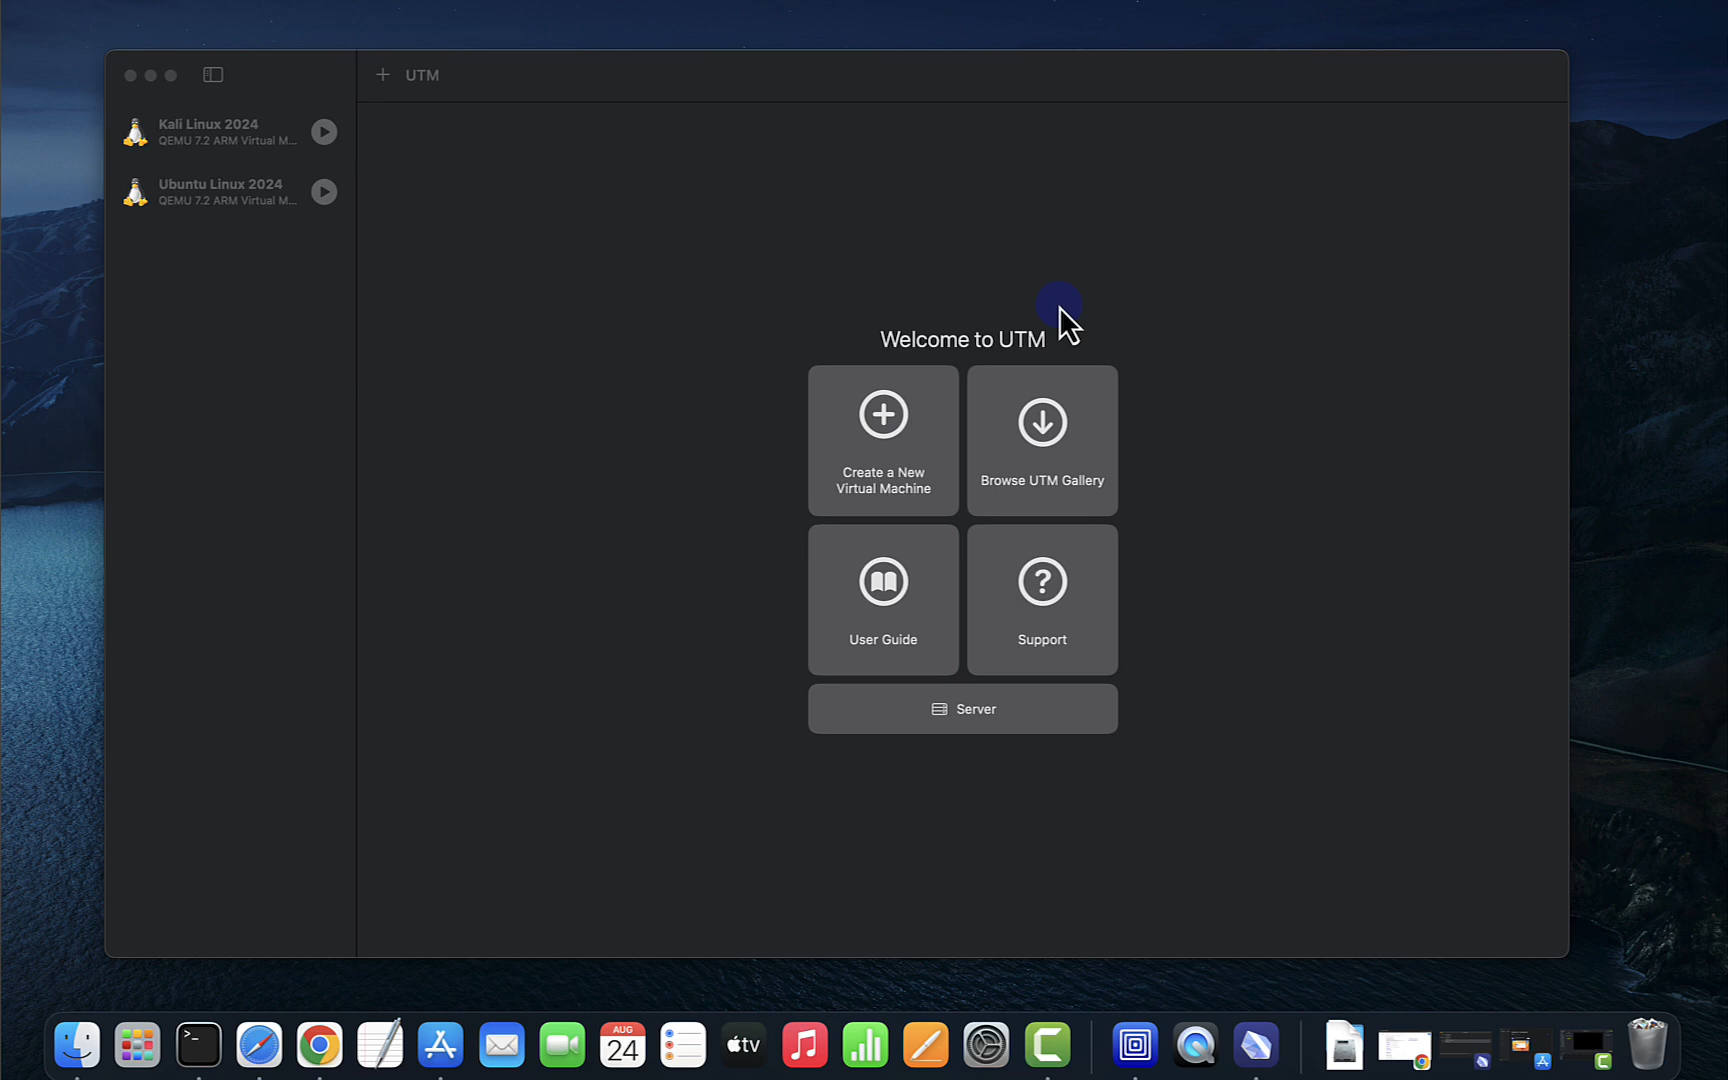 UTM
Kali Linux 2024
QEMU 7.2 ARM Virtual M...
Ubuntu Linux 2024
QEMU 7.2 ARM Virtual M...
Welcome to UTM
Create a New
Virtual Machine
Browse UTM Gallery
User Guide
Support
Server
AUG
24
tv